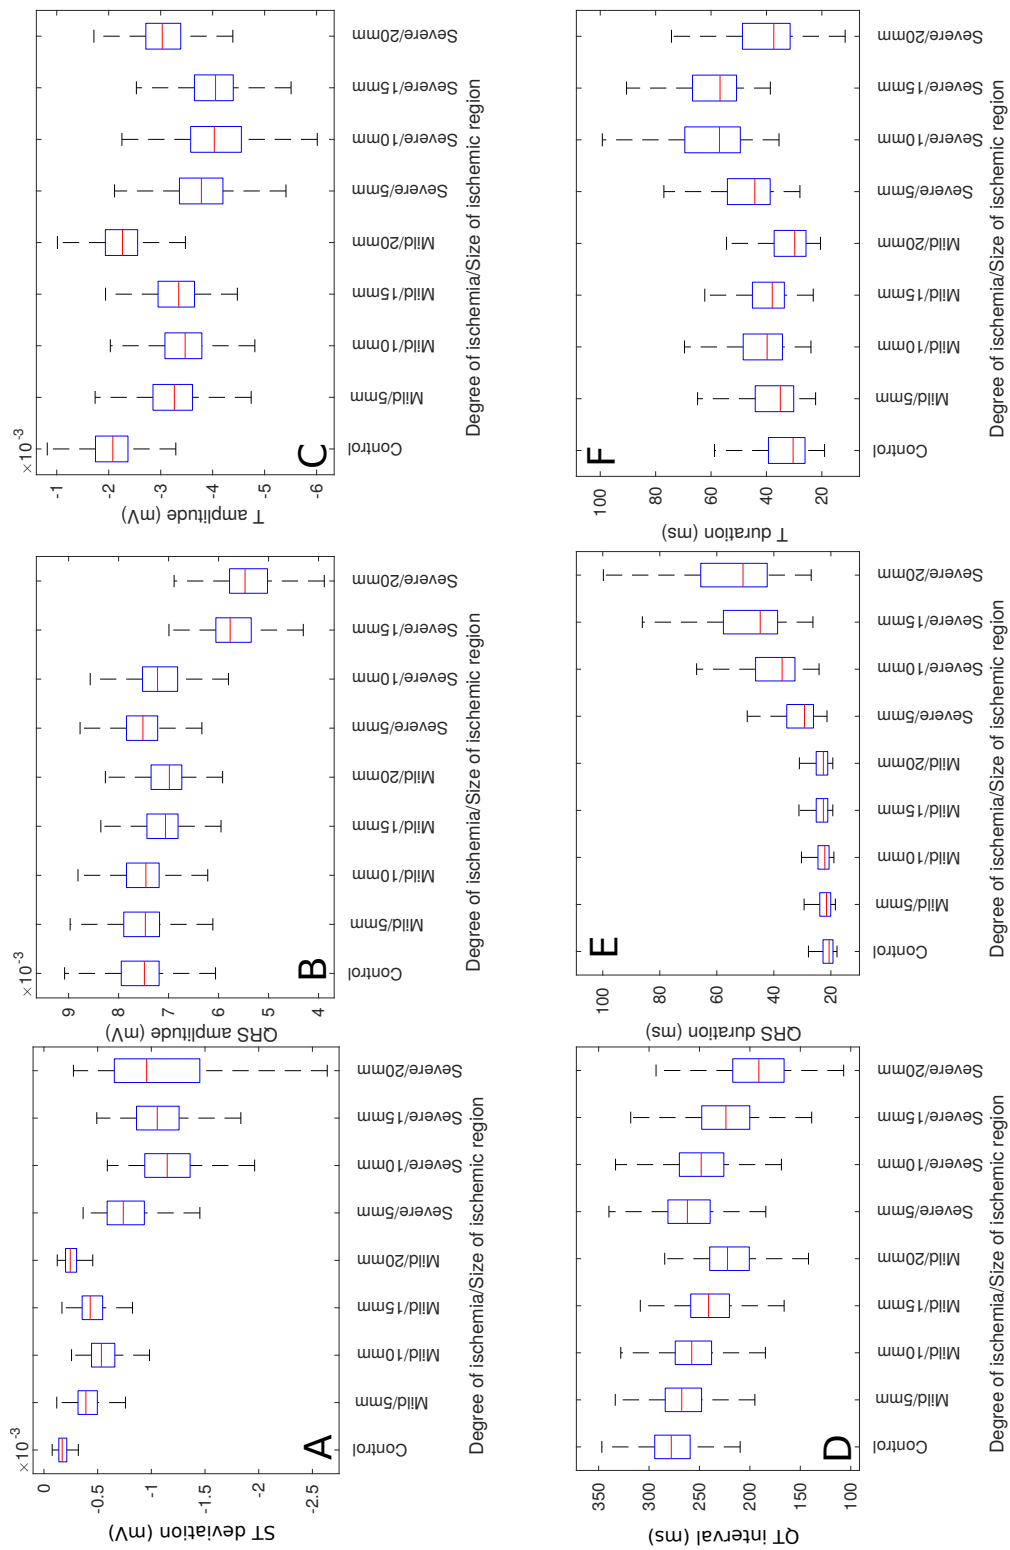 ×10⁻³
0
-0.5
-1
-1.5
-2
-2.5
ST deviation (mV)
A
Control
Mild/5mm
Mild/10mm
Mild/15mm
Mild/20mm
Severe/5mm
Severe/10mm
Severe/15mm
Severe/20mm
Degree of ischemia/Size of ischemic region
×10⁻³
9
8
7
6
5
4
QRS amplitude (mV)
B
Control
Mild/5mm
Mild/10mm
Mild/15mm
Mild/20mm
Severe/5mm
Severe/10mm
Severe/15mm
Severe/20mm
Degree of ischemia/Size of ischemic region
×10⁻³
-1
-2
-3
-4
-5
-6
T amplitude (mV)
C
Control
Mild/5mm
Mild/10mm
Mild/15mm
Mild/20mm
Severe/5mm
Severe/10mm
Severe/15mm
Severe/20mm
Degree of ischemia/Size of ischemic region
350
300
250
200
150
100
QT interval (ms)
D
Control
Mild/5mm
Mild/10mm
Mild/15mm
Mild/20mm
Severe/5mm
Severe/10mm
Severe/15mm
Severe/20mm
Degree of ischemia/Size of ischemic region
100
80
60
40
20
QRS duration (ms)
E
Control
Mild/5mm
Mild/10mm
Mild/15mm
Mild/20mm
Severe/5mm
Severe/10mm
Severe/15mm
Severe/20mm
Degree of ischemia/Size of ischemic region
100
80
60
40
20
T duration (ms)
F
Control
Mild/5mm
Mild/10mm
Mild/15mm
Mild/20mm
Severe/5mm
Severe/10mm
Severe/15mm
Severe/20mm
Degree of ischemia/Size of ischemic region